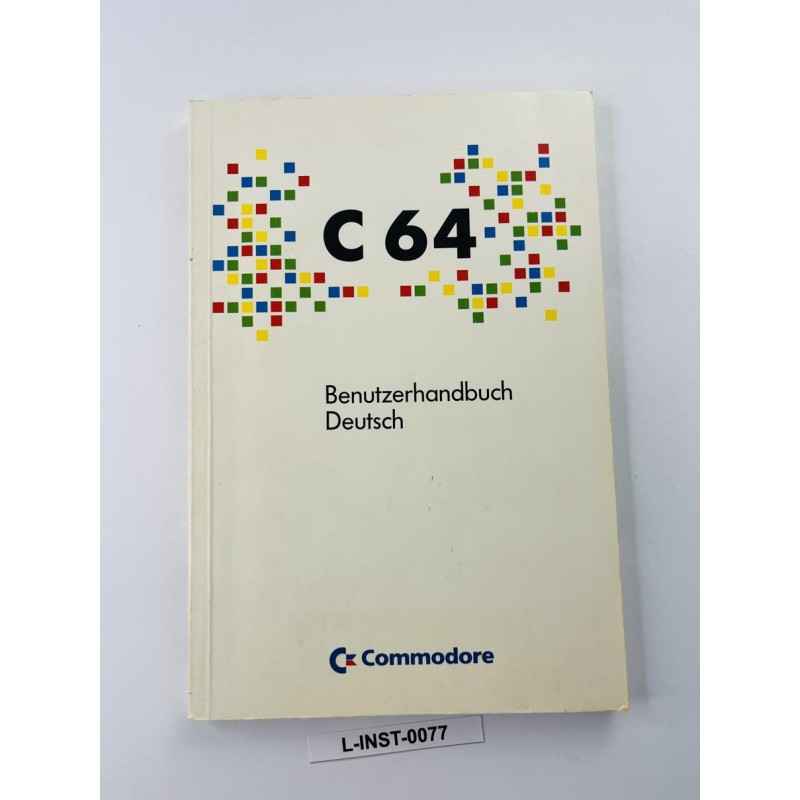 C 64
Benutzerhandbuch
Deutsch
Commodore
L-INST-0077